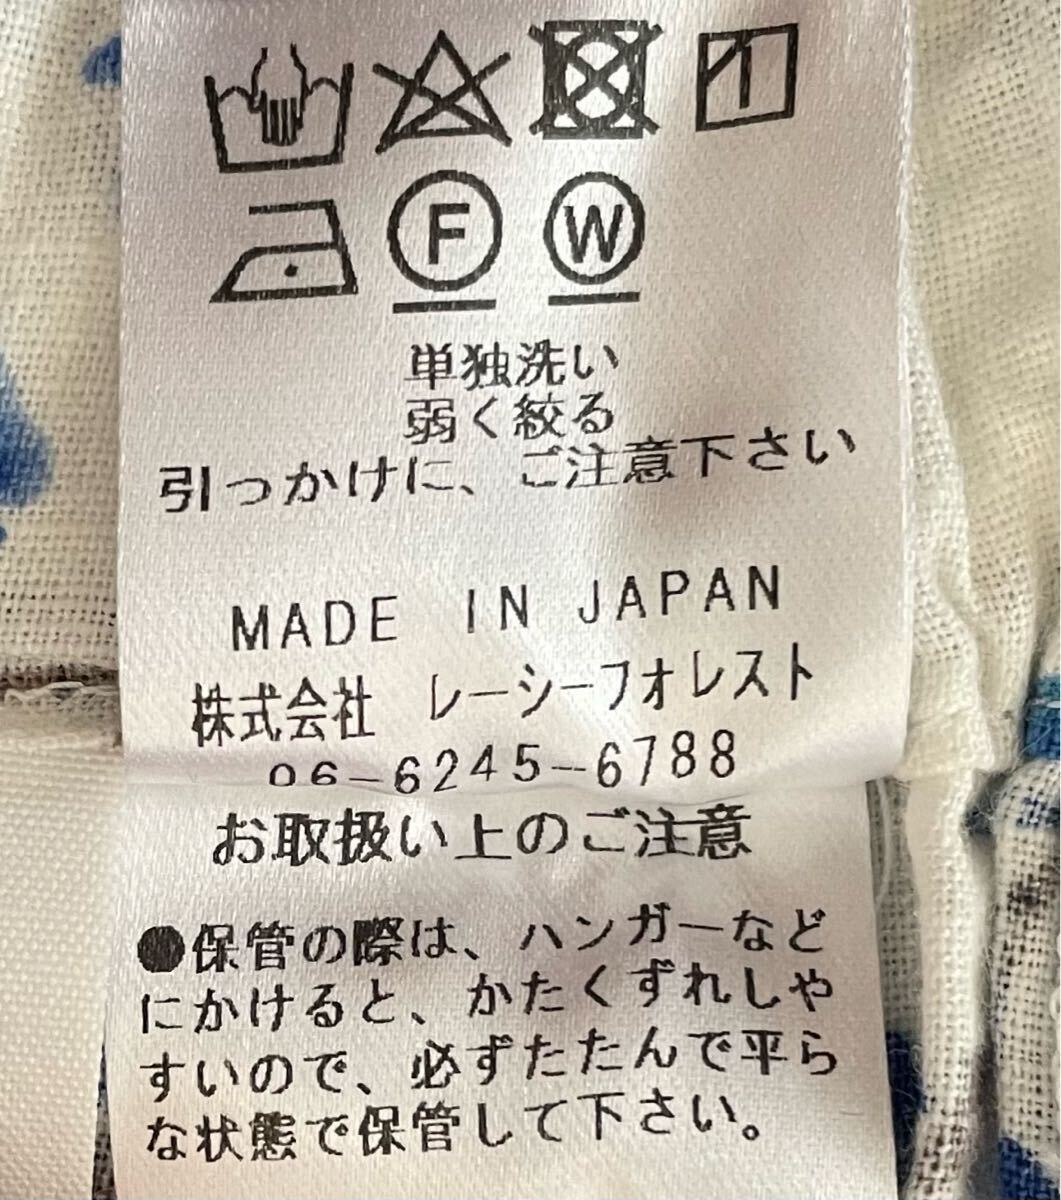 F W
単独洗い
弱く絞る
引っかけに、ご注意下さい
MADE IN JAPAN
株式会社 レーシーフォレスト
06-6245-6788
お取扱い上のご注意
●保管の際は、ハンガーなど
にかけると、かたくずれしや
すいので、必ずたたんで平ら
な状態で保管して下さい。